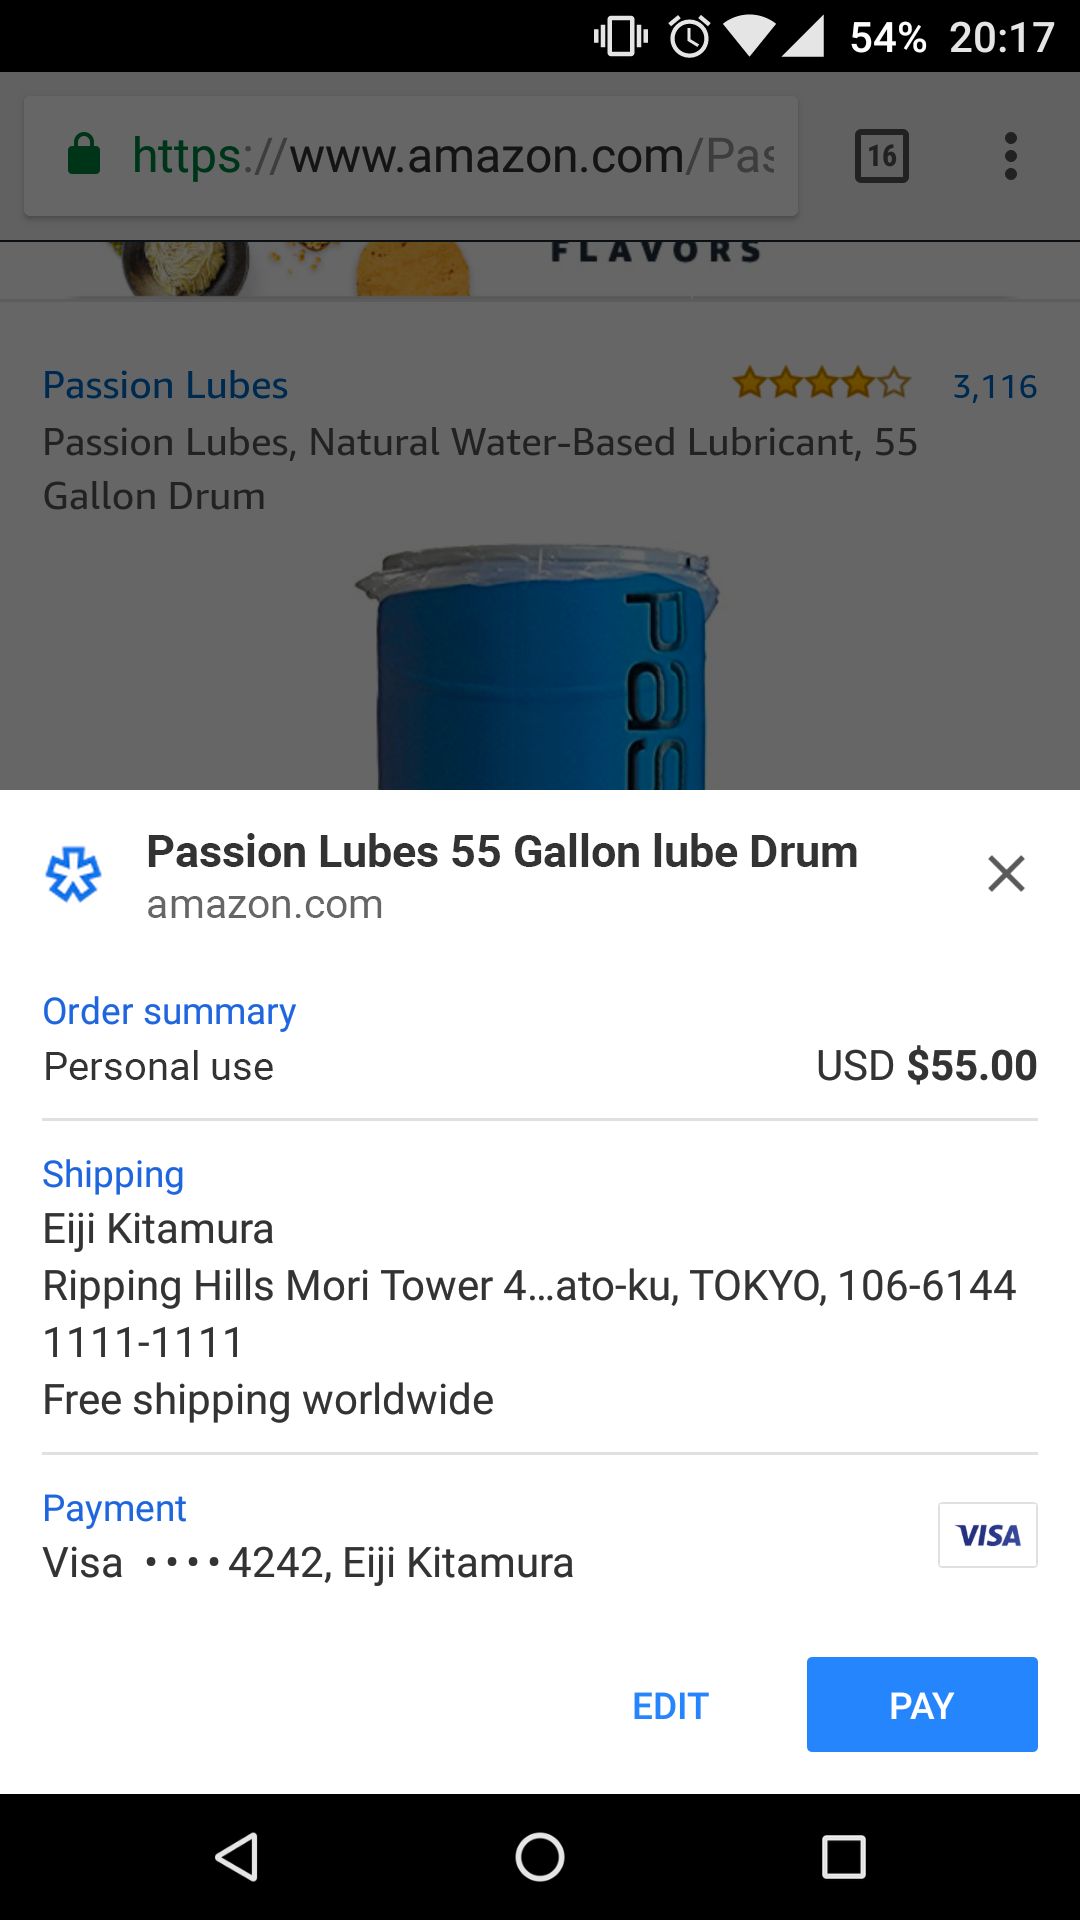 54% 20:17
https://www.amazon.com/Pas
16
FLAVORS
Passion Lubes 3,116
Passion Lubes, Natural Water-Based Lubricant, 55
Gallon Drum
Pas
Passion Lubes 55 Gallon lube Drum
amazon.com
Order summary
Personal use USD $55.00
Shipping
Eiji Kitamura
Ripping Hills Mori Tower 4...ato-ku, TOKYO, 106-6144
1111-1111
Free shipping worldwide
Payment
Visa ････4242, Eiji Kitamura
VISA
EDIT PAY